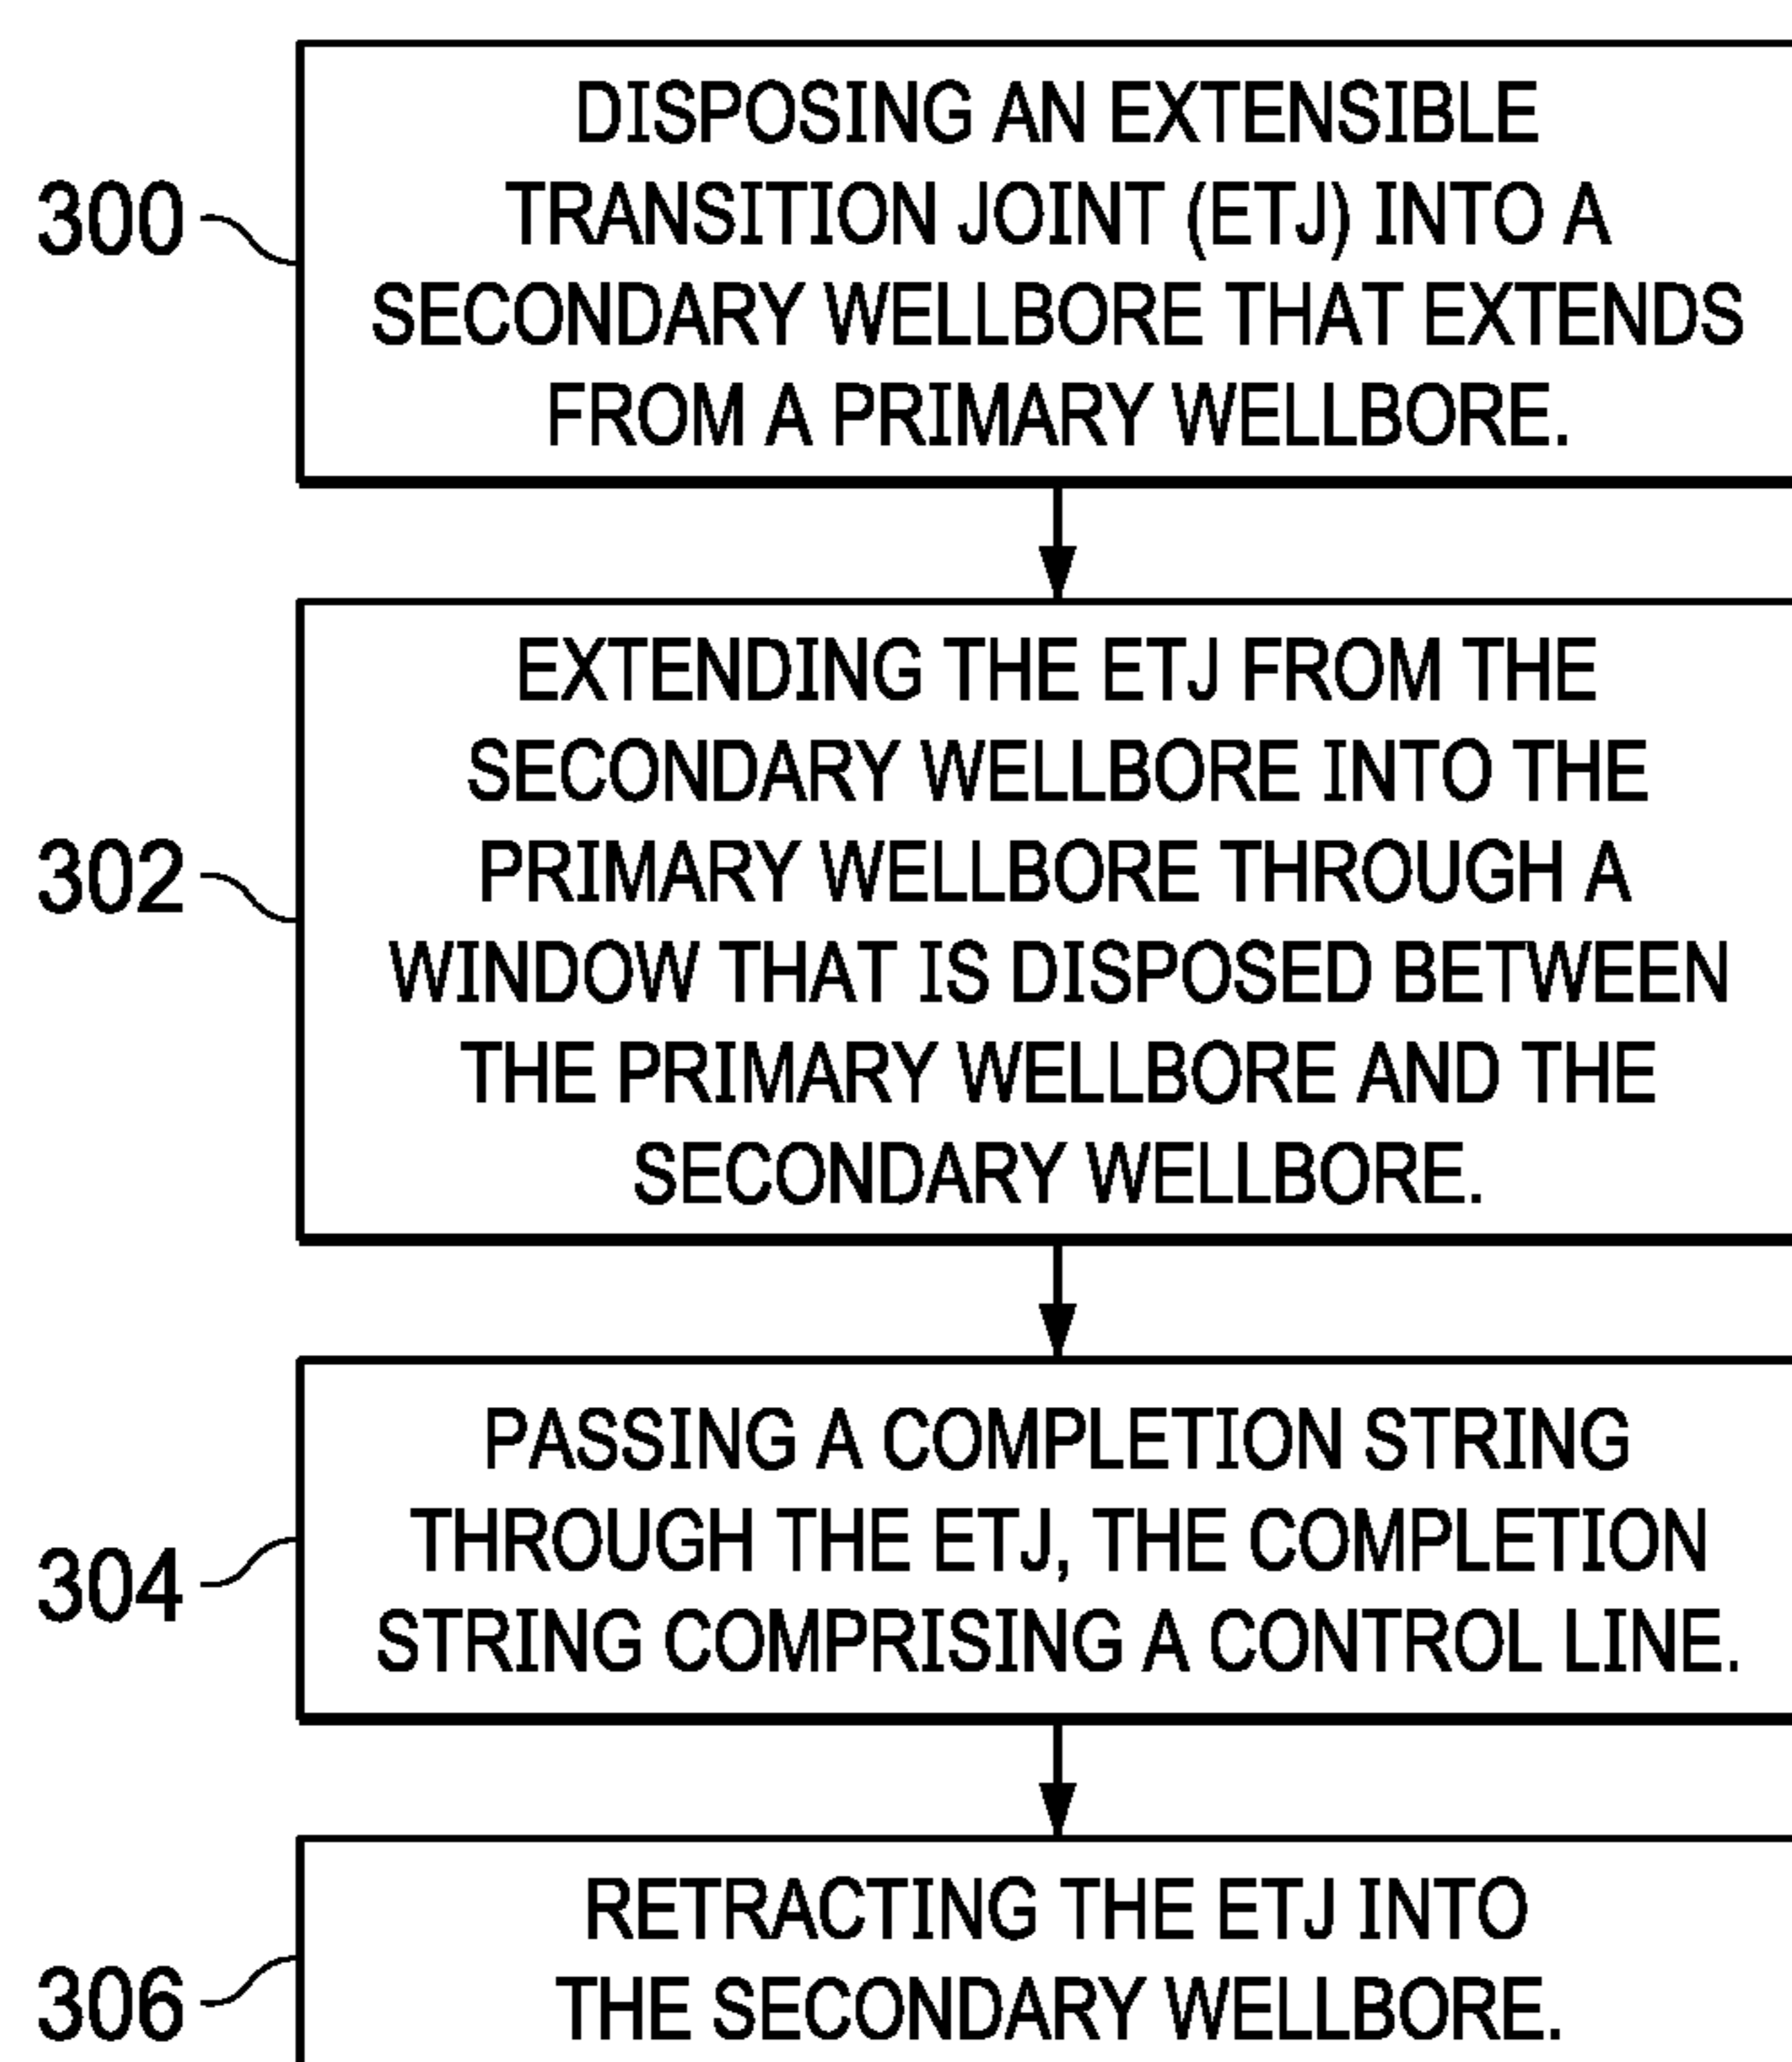 300
DISPOSING AN EXTENSIBLE
TRANSITION JOINT (ETJ) INTO A
SECONDARY WELLBORE THAT EXTENDS
FROM A PRIMARY WELLBORE.
302
EXTENDING THE ETJ FROM THE
SECONDARY WELLBORE INTO THE
PRIMARY WELLBORE THROUGH A
WINDOW THAT IS DISPOSED BETWEEN
THE PRIMARY WELLBORE AND THE
SECONDARY WELLBORE.
304
PASSING A COMPLETION STRING
THROUGH THE ETJ, THE COMPLETION
STRING COMPRISING A CONTROL LINE.
306
RETRACTING THE ETJ INTO
THE SECONDARY WELLBORE.